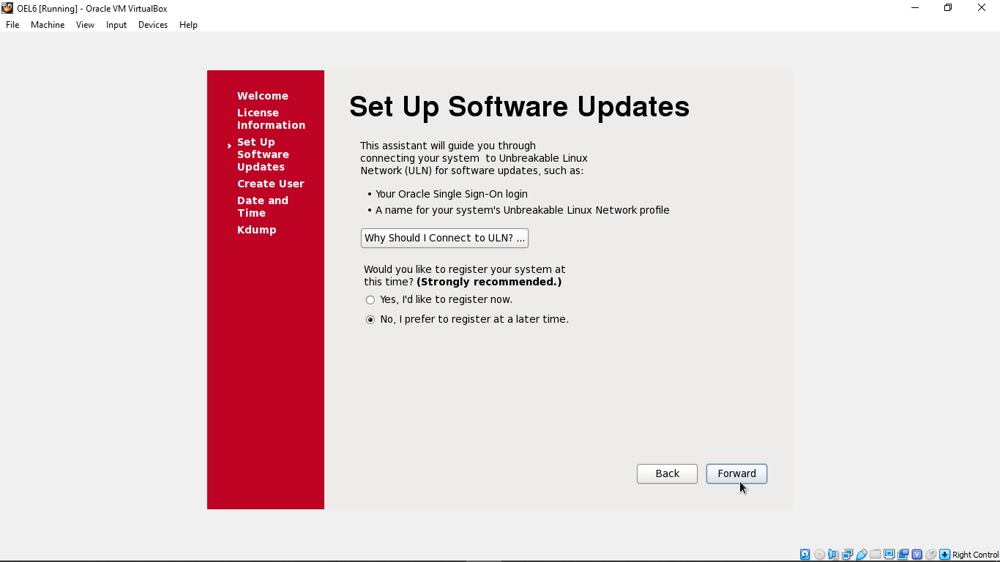 OEL6 [Running] - Oracle VM VirtualBox
File Machine View Input Devices Help
Welcome
License
Information
Set Up
Software
Updates
Create User
Date and
Time
Kdump
Set Up Software Updates
This assistant will guide you through
connecting your system  to Unbreakable Linux
Network (ULN) for software updates, such as:
• Your Oracle Single Sign-On login
• A name for your system's Unbreakable Linux Network profile
Why Should I Connect to ULN? ...
Would you like to register your system at
this time? (Strongly recommended.)
Yes, I'd like to register now.
No, I prefer to register at a later time.
Back Forward
Right Control